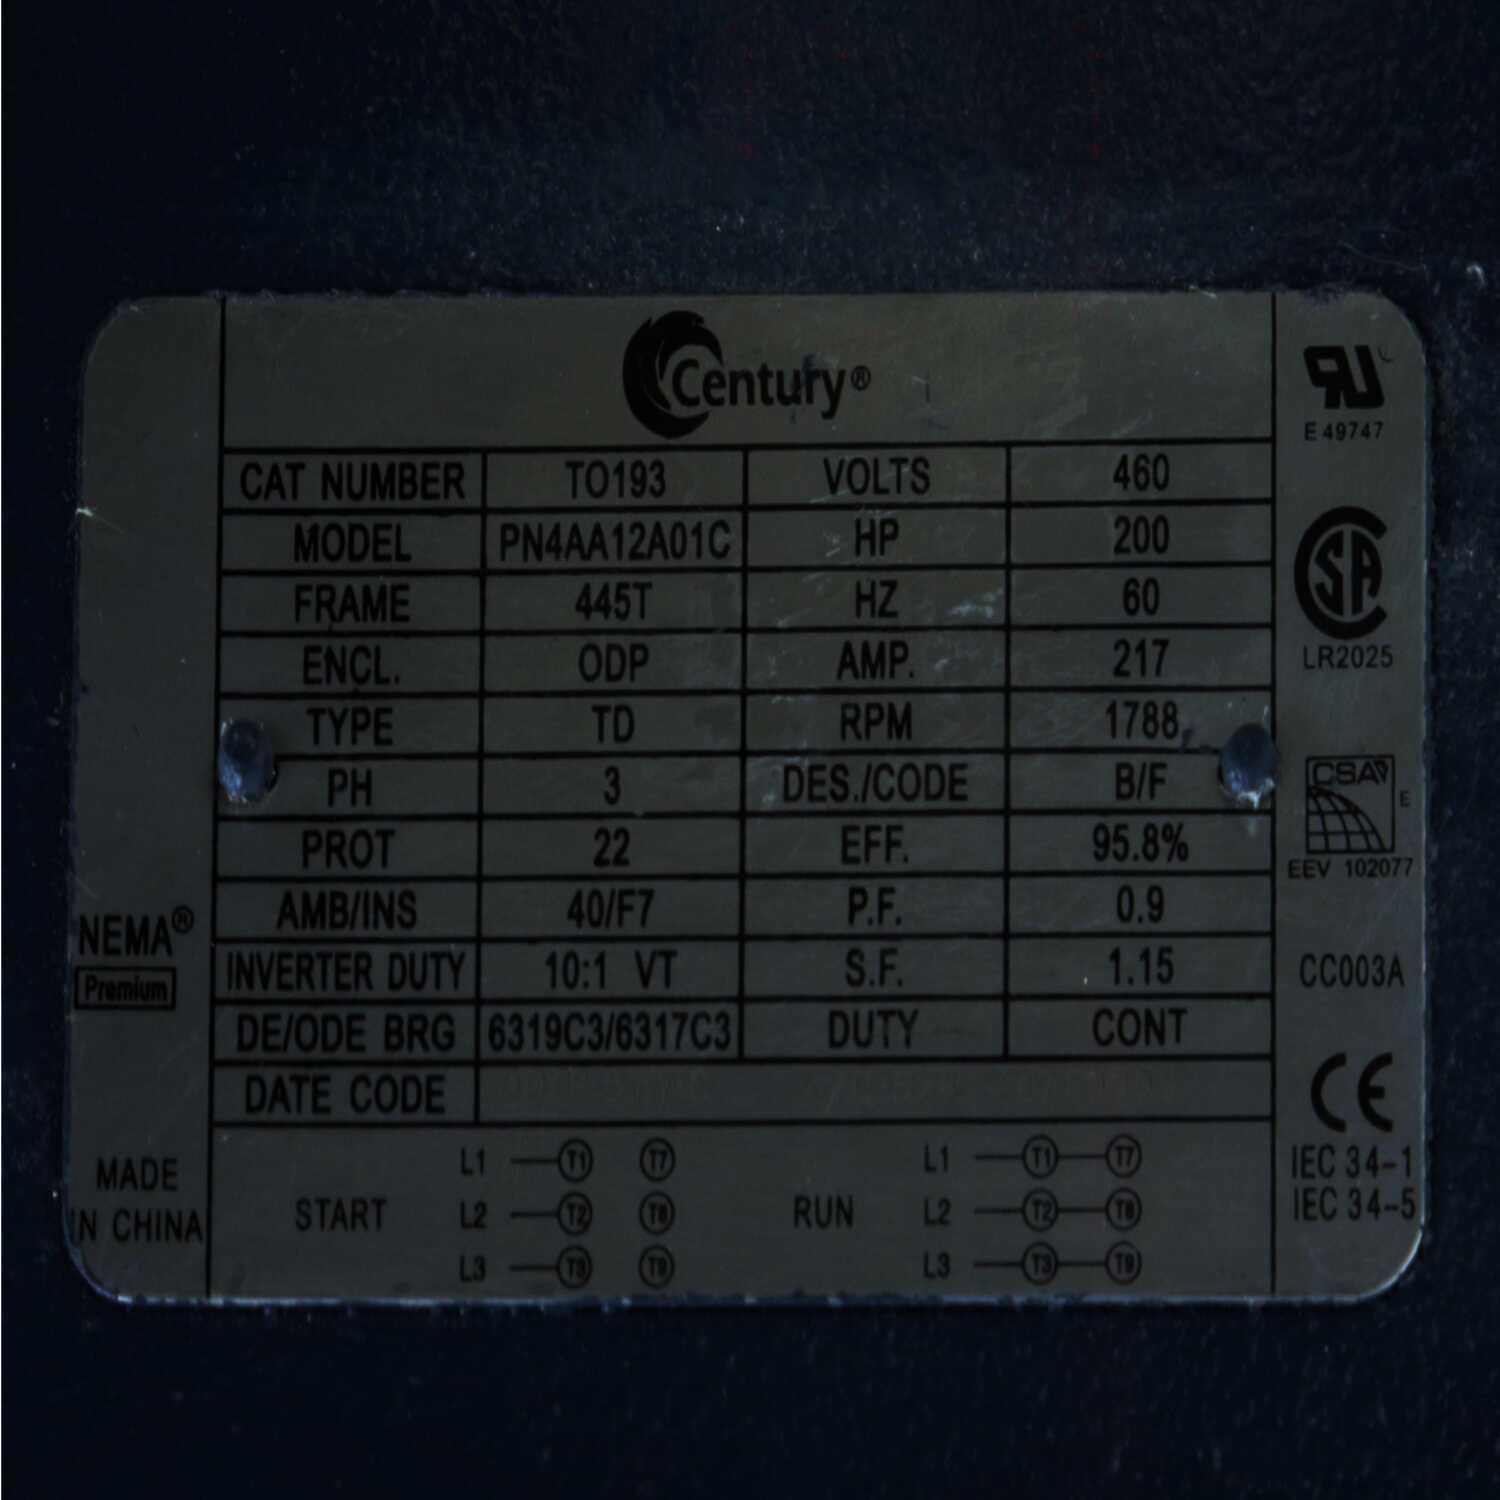 Century®
CAT NUMBER TO193 VOLTS 460
MODEL PN4AA12A01C HP 200
FRAME 445T HZ 60
ENCL. ODP AMP. 217
TYPE TD RPM 1788
PH 3 DES./CODE B/F
PROT 22 EFF. 95.8%
AMB/INS 40/F7 P.F. 0.9
INVERTER DUTY 10:1 VT S.F. 1.15
DE/ODE BRG 6319C3/6317C3 DUTY CONT
DATE CODE
L1 T1 T7 L1 T1 T7
START L2 T2 T8 RUN L2 T2 T8
L3 T3 T9 L3 T3 T9
NEMA®
Premium
MADE
IN CHINA
E 49747
LR2025
CSA
E
EEV 102077
CC003A
CE
IEC 34-1
IEC 34-5